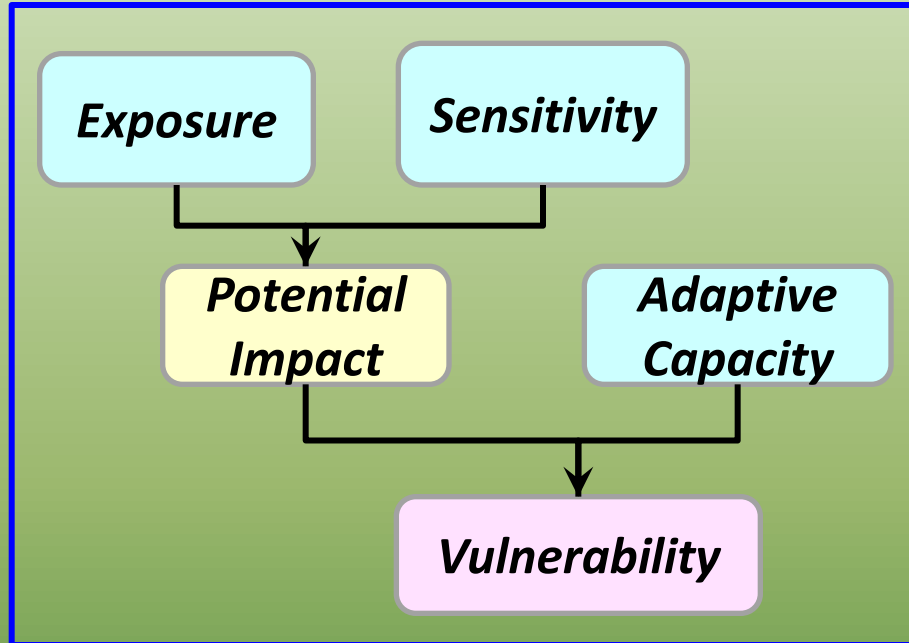 Exposure
Sensitivity
Potential
Impact
Adaptive
Capacity
Vulnerability